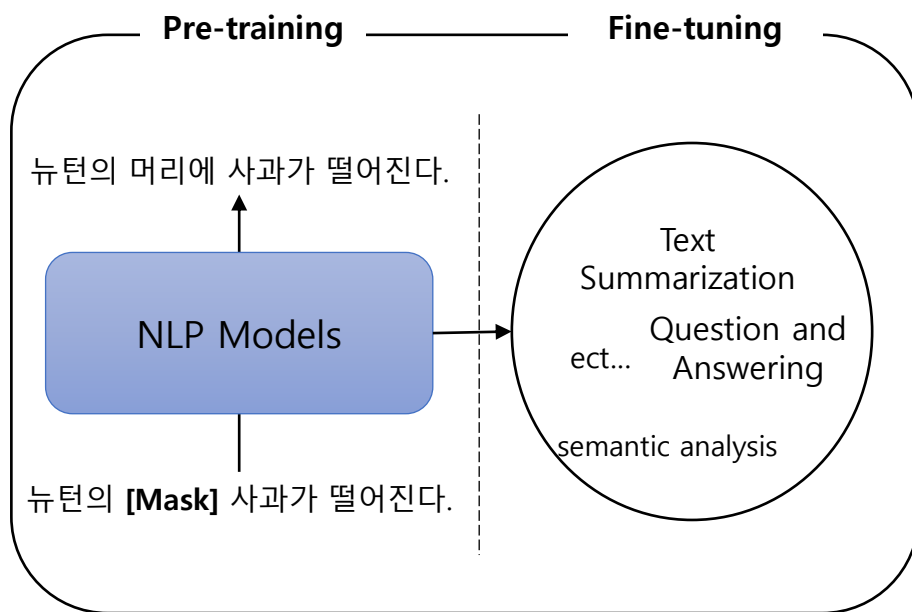 Pre-training
Fine-tuning
뉴턴의 머리에 사과가 떨어진다.
NLP Models
뉴턴의 [Mask] 사과가 떨어진다.
Text
Summarization
Question and
Answering
ect...
semantic analysis